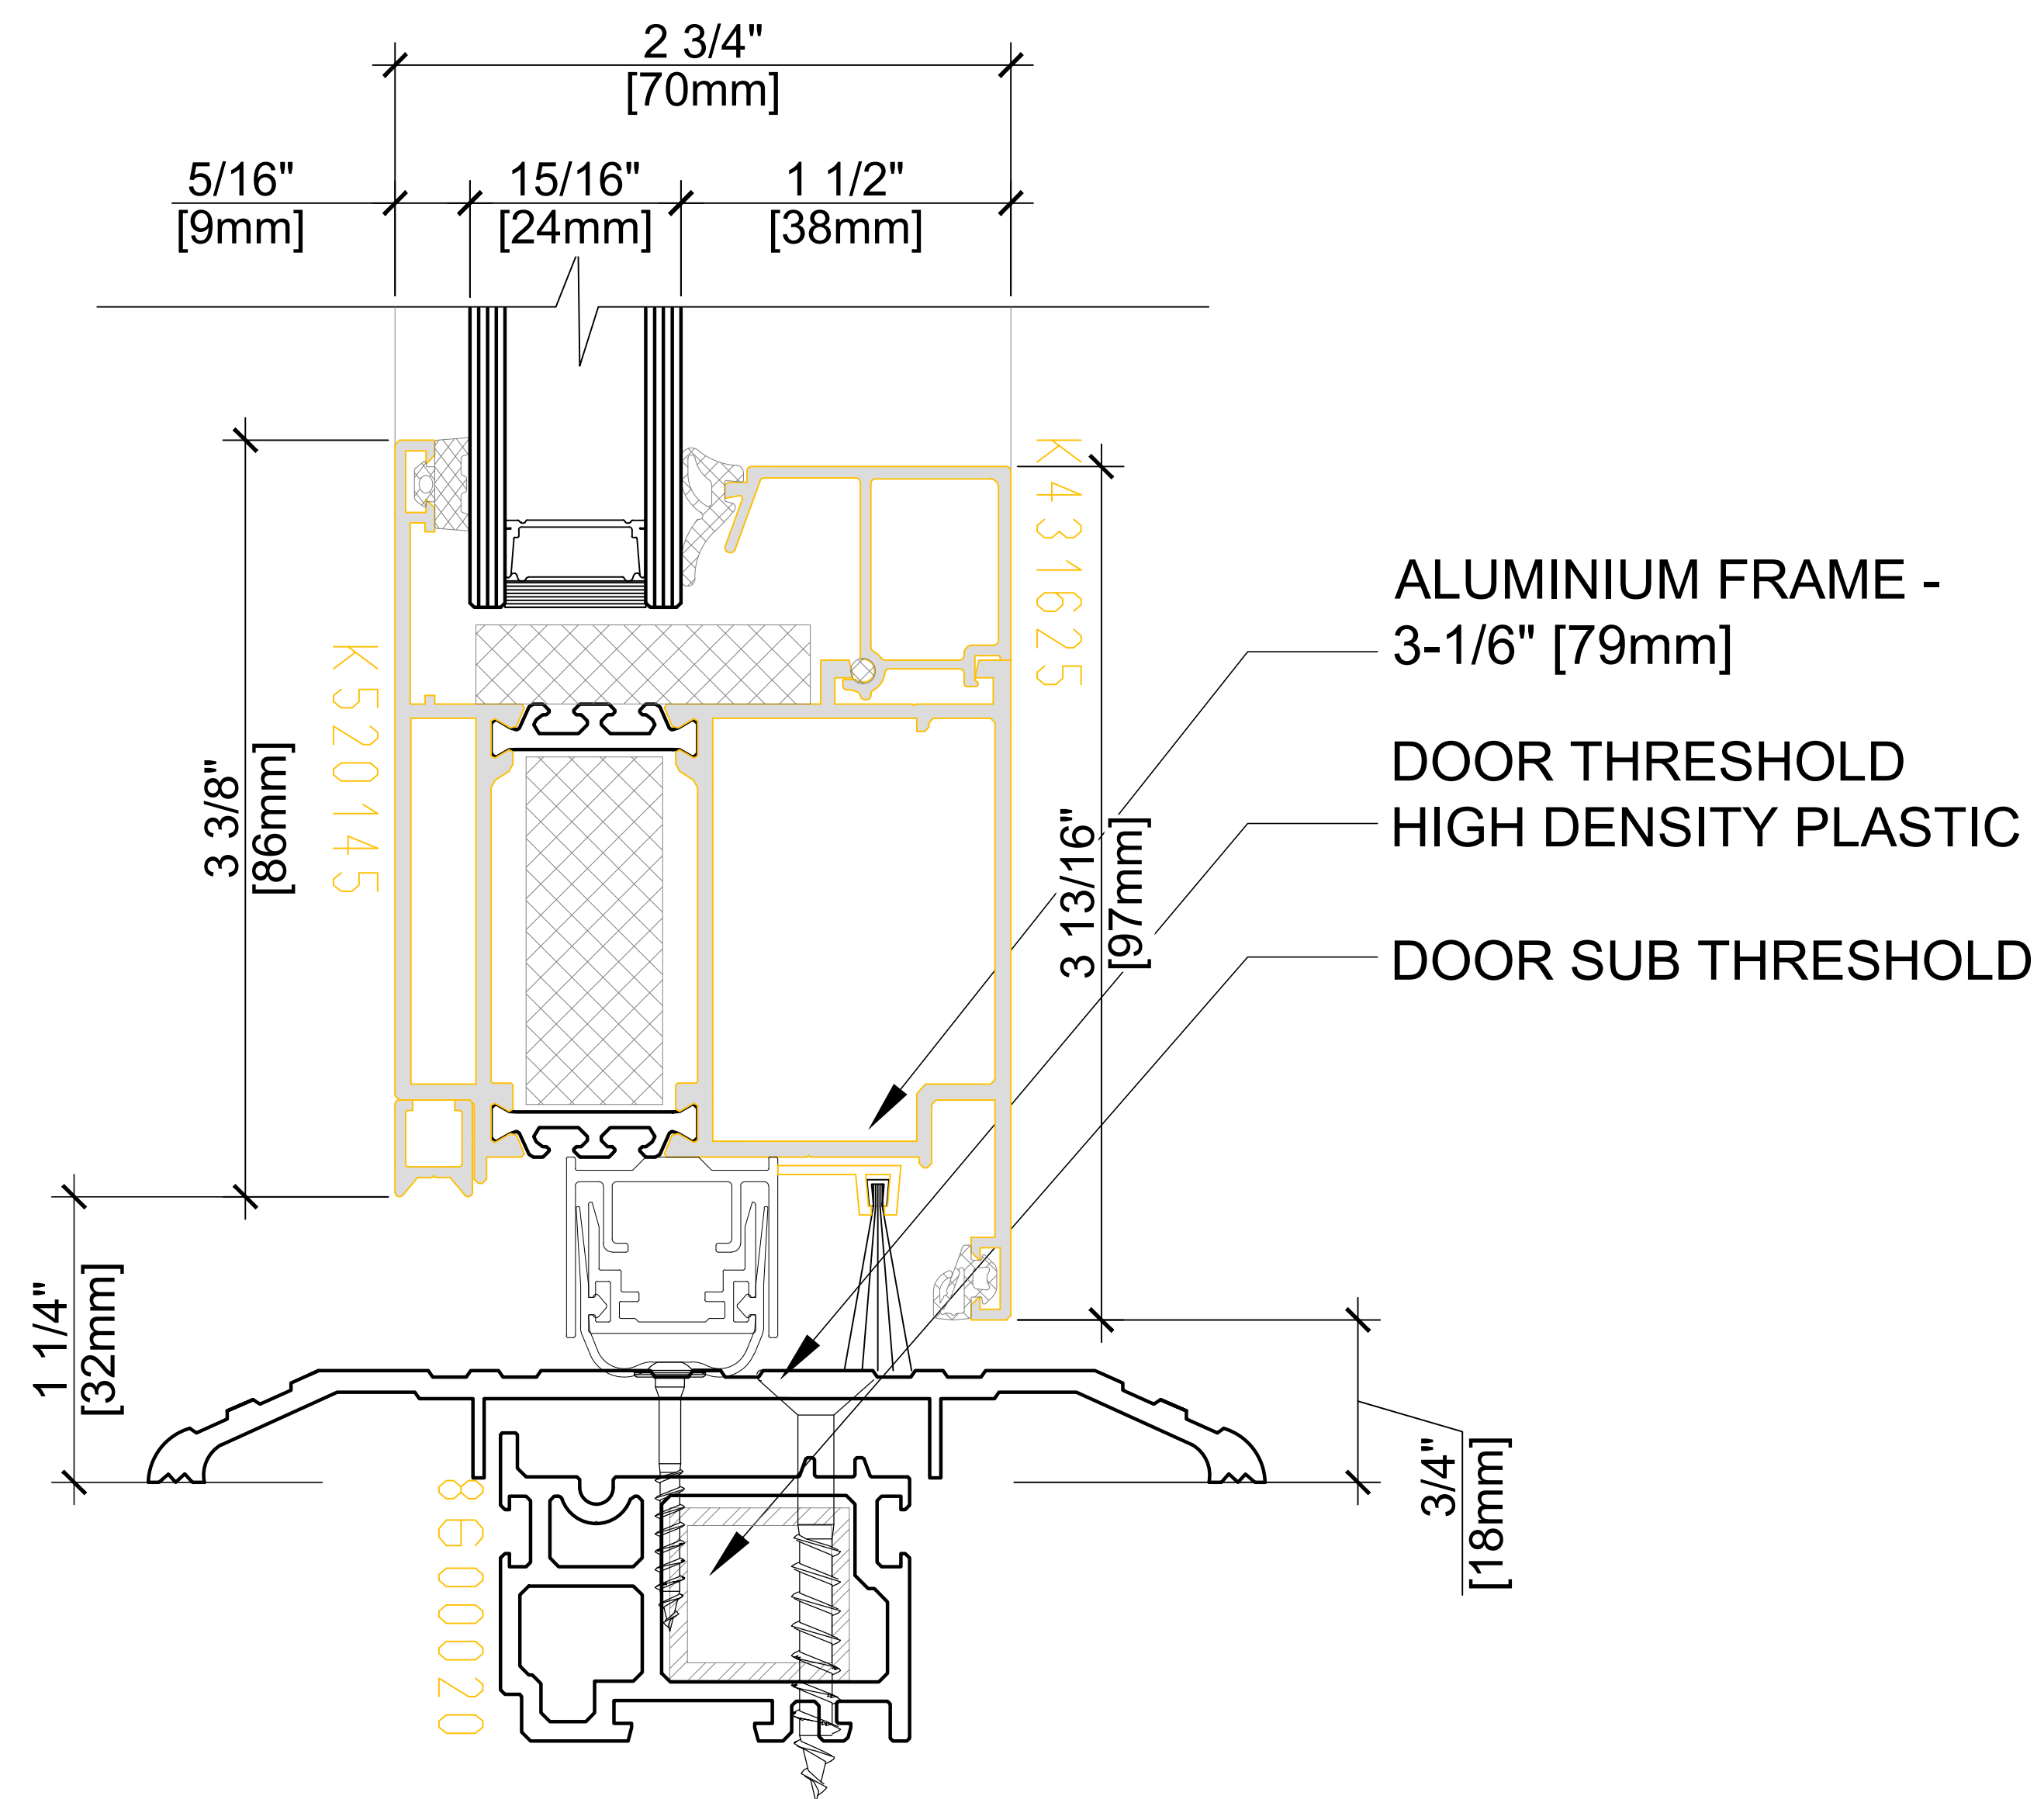 2 3/4"
[70mm]
5/16"
[9mm]
15/16"
[24mm]
1 1/2"
[38mm]
K431625
K520145
ALUMINIUM FRAME -
3-1/6" [79mm]
DOOR THRESHOLD
HIGH DENSITY PLASTIC
DOOR SUB THRESHOLD
3 3/8"
[86mm]
3 13/16"
[97mm]
1 1/4"
[32mm]
3/4"
[18mm]
8G00020